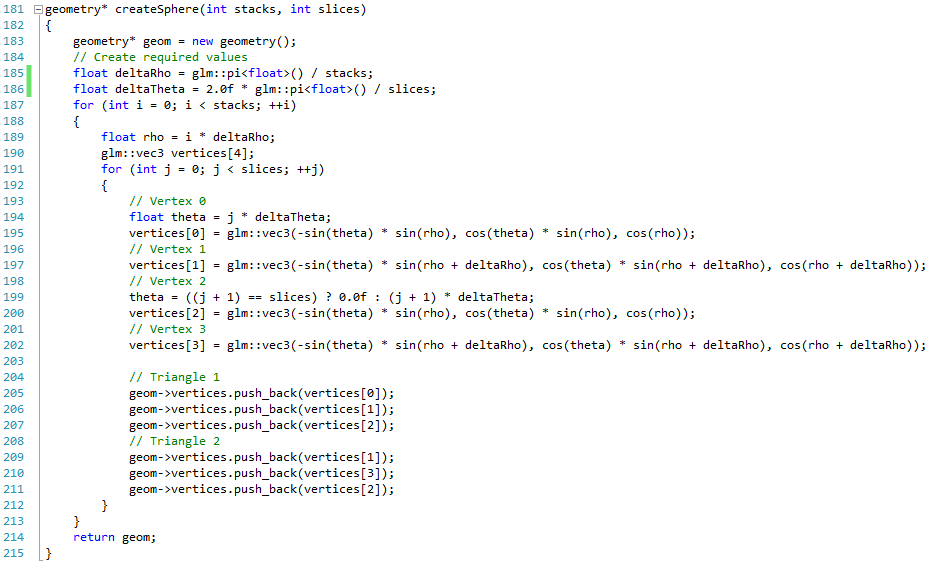 181 geometry* createSphere(int stacks, int slices)
182 {
183     geometry* geom = new geometry();
184     // Create required values
185     float deltaRho = glm::pi<float>() / stacks;
186     float deltaTheta = 2.0f * glm::pi<float>() / slices;
187     for (int i = 0; i < stacks; ++i)
188     {
189         float rho = i * deltaRho;
190         glm::vec3 vertices[4];
191         for (int j = 0; j < slices; ++j)
192         {
193             // Vertex 0
194             float theta = j * deltaTheta;
195             vertices[0] = glm::vec3(-sin(theta) * sin(rho), cos(theta) * sin(rho), cos(rho));
196             // Vertex 1
197             vertices[1] = glm::vec3(-sin(theta) * sin(rho + deltaRho), cos(theta) * sin(rho + deltaRho), cos(rho + deltaRho));
198             // Vertex 2
199             theta = ((j + 1) == slices) ? 0.0f : (j + 1) * deltaTheta;
200             vertices[2] = glm::vec3(-sin(theta) * sin(rho), cos(theta) * sin(rho), cos(rho));
201             // Vertex 3
202             vertices[3] = glm::vec3(-sin(theta) * sin(rho + deltaRho), cos(theta) * sin(rho + deltaRho), cos(rho + deltaRho));
203
204             // Triangle 1
205             geom->vertices.push_back(vertices[0]);
206             geom->vertices.push_back(vertices[1]);
207             geom->vertices.push_back(vertices[2]);
208             // Triangle 2
209             geom->vertices.push_back(vertices[1]);
210             geom->vertices.push_back(vertices[3]);
211             geom->vertices.push_back(vertices[2]);
212         }
213     }
214     return geom;
215 }